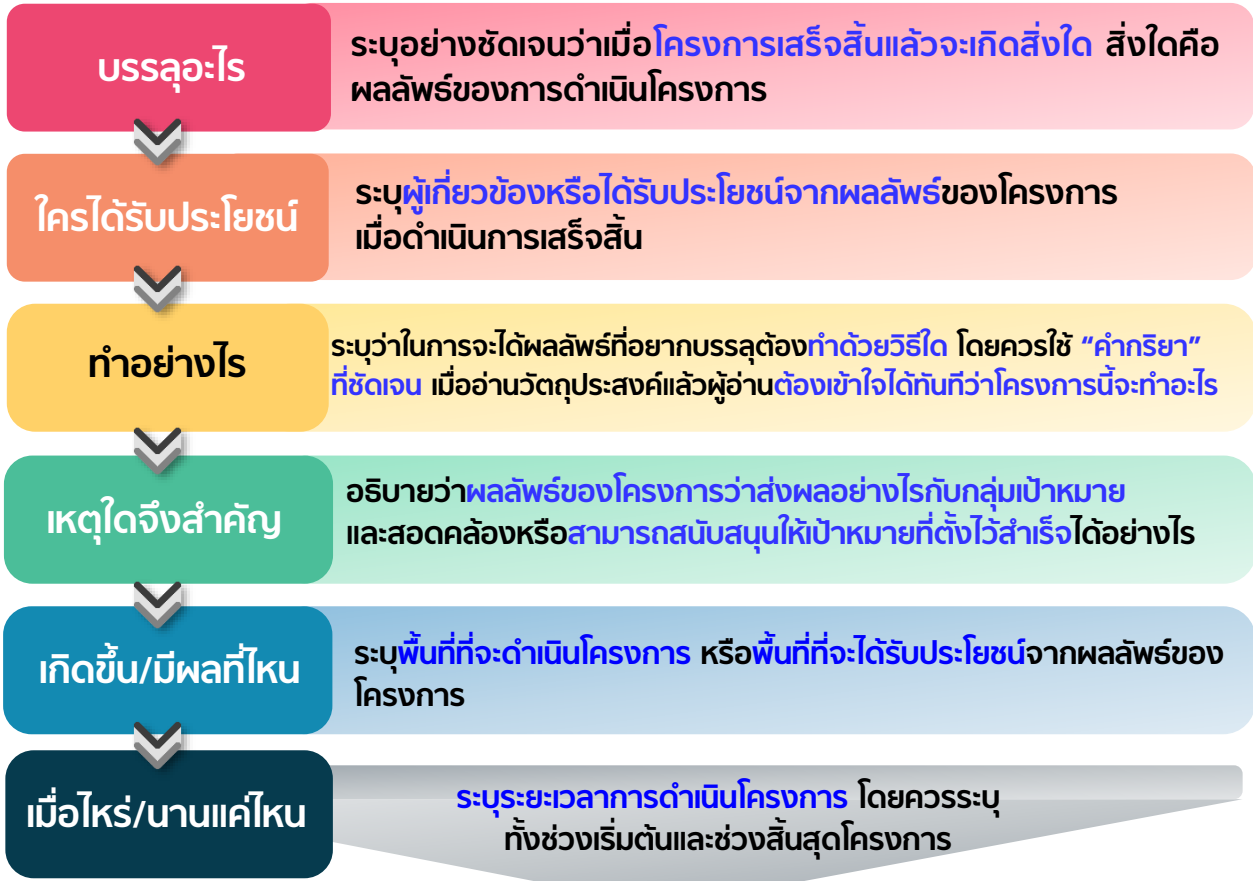 บรรลุอะไร
ระบุอย่างชัดเจนว่าเมื่อโครงการเสร็จสิ้นแล้วจะเกิดสิ่งใด สิ่งใดคือ
ผลลัพธ์ของการดำเนินโครงการ
ใครได้รับประโยชน์
ระบุผู้เกี่ยวข้องหรือได้รับประโยชน์จากผลลัพธ์ของโครงการ
เมื่อดำเนินการเสร็จสิ้น
ทำอย่างไร
ระบุว่าในการจะได้ผลลัพธ์ที่อยากบรรลุต้องทำด้วยวิธีใด โดยควรใช้ “คำกริยา”
ที่ชัดเจน เมื่ออ่านวัตถุประสงค์แล้วผู้อ่านต้องเข้าใจได้ทันทีว่าโครงการนี้จะทำอะไร
เหตุใดจึงสำคัญ
อธิบายว่าผลลัพธ์ของโครงการว่าส่งผลอย่างไรกับกลุ่มเป้าหมาย
และสอดคล้องหรือสามารถสนับสนุนให้เป้าหมายที่ตั้งไว้สำเร็จได้อย่างไร
เกิดขึ้น/มีผลที่ไหน
ระบุพื้นที่ที่จะดำเนินโครงการ หรือพื้นที่ที่จะได้รับประโยชน์จากผลลัพธ์ของ
โครงการ
เมื่อไหร่/นานแค่ไหน
ระบุระยะเวลาการดำเนินโครงการ โดยควรระบุ
ทั้งช่วงเริ่มต้นและช่วงสิ้นสุดโครงการ